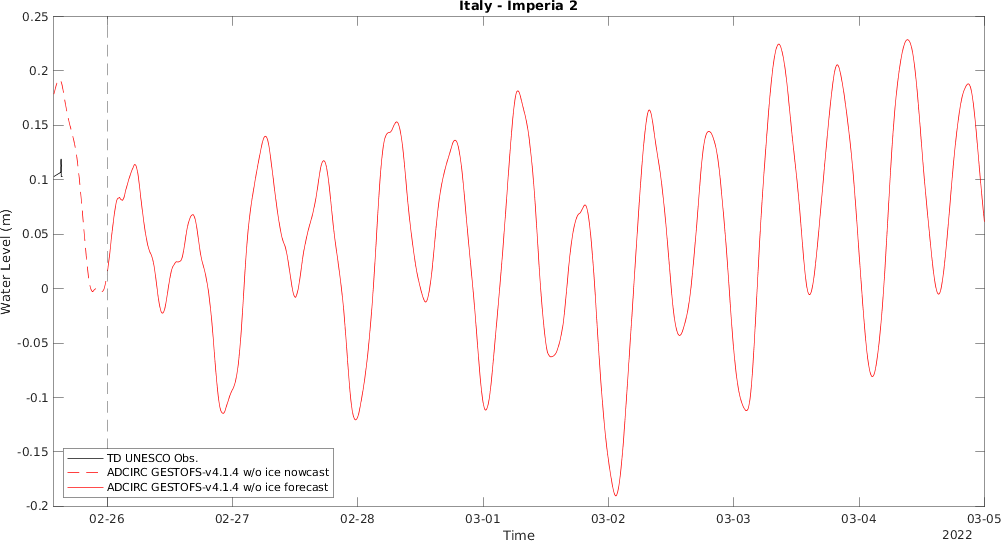 Italy - Imperia 2
0.25
0.2
0.15
0.1
0.05
0
-0.05
-0.1
-0.15
-0.2
Water Level (m)
TD UNESCO Obs.
ADCIRC GESTOFS-v4.1.4 w/o ice nowcast
ADCIRC GESTOFS-v4.1.4 w/o ice forecast
02-26 02-27 02-28 03-01 03-02 03-03 03-04 03-05
Time
2022